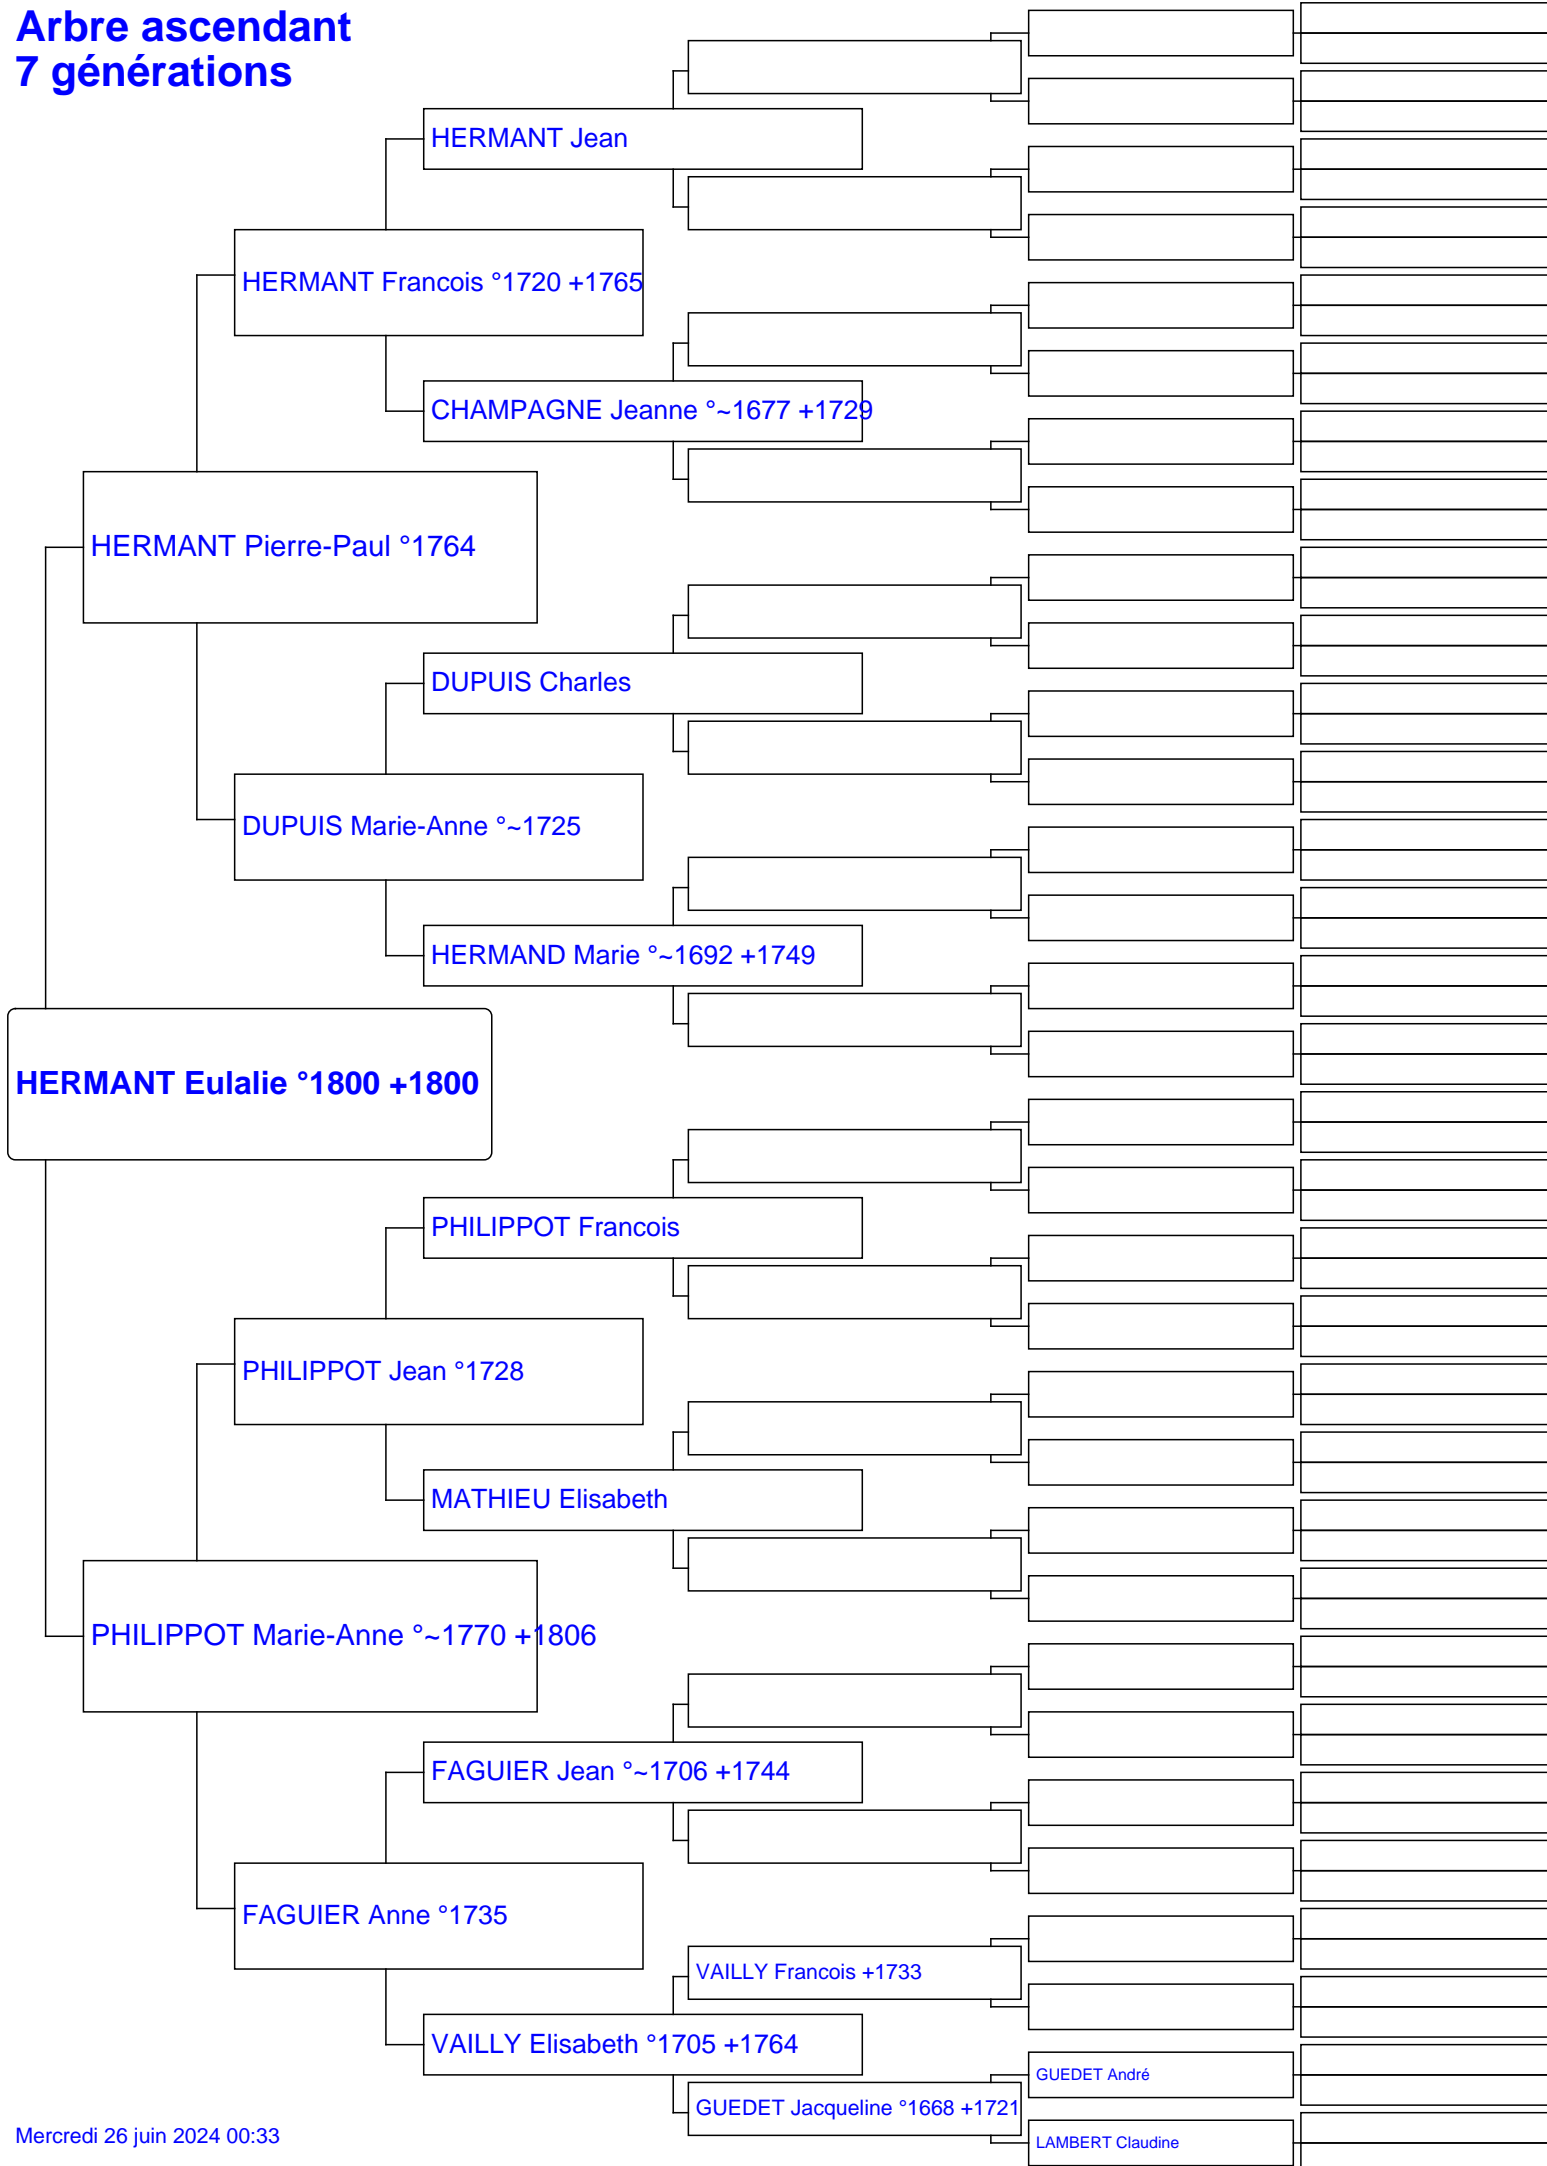 Arbre ascendant
7 générations
HERMANT Jean
HERMANT Francois °1720 +1765
CHAMPAGNE Jeanne °~1677 +1729
HERMANT Pierre-Paul °1764
DUPUIS Charles
DUPUIS Marie-Anne °~1725
HERMAND Marie °~1692 +1749
HERMANT Eulalie °1800 +1800
PHILIPPOT Francois
PHILIPPOT Jean °1728
MATHIEU Elisabeth
PHILIPPOT Marie-Anne °~1770 +1806
FAGUIER Jean °~1706 +1744
FAGUIER Anne °1735
VAILLY Francois +1733
VAILLY Elisabeth °1705 +1764
GUEDET André
GUEDET Jacqueline °1668 +1721
LAMBERT Claudine
Mercredi 26 juin 2024 00:33